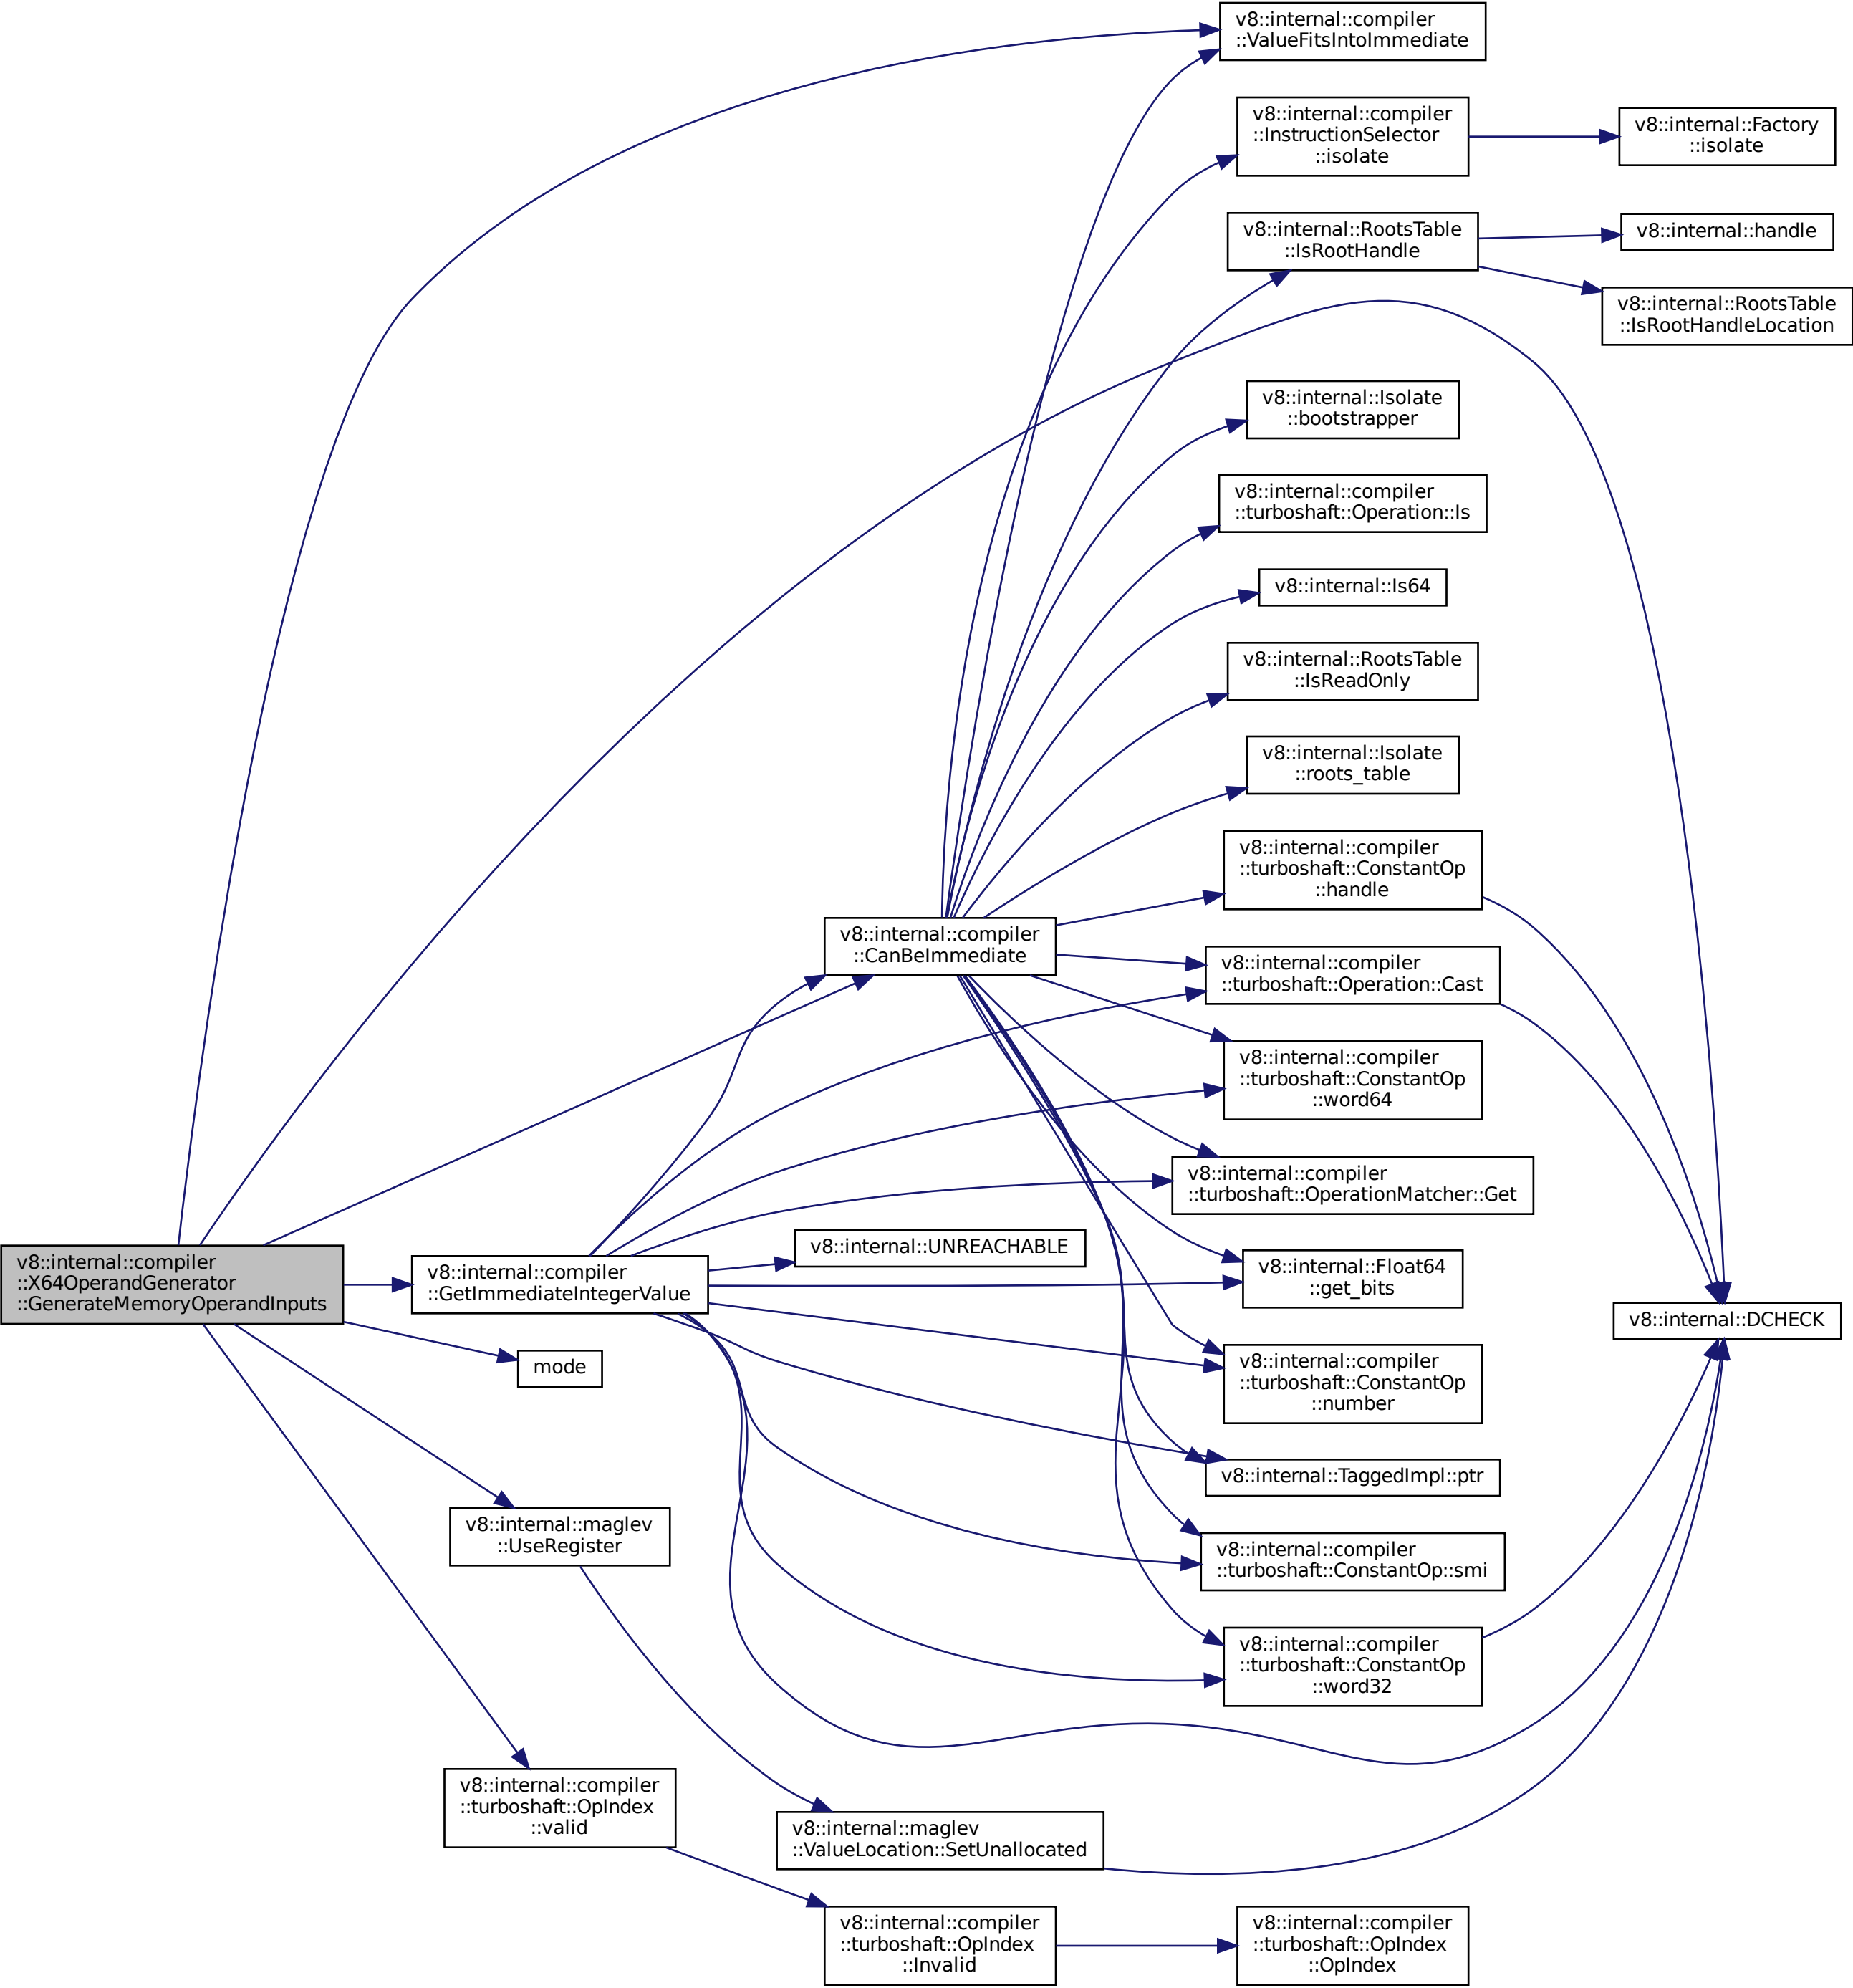 v8::internal::compiler
::X64OperandGenerator
::GenerateMemoryOperandInputs
v8::internal::compiler
::ValueFitsIntoImmediate
v8::internal::compiler
::InstructionSelector
::isolate
v8::internal::Factory
::isolate
v8::internal::RootsTable
::IsRootHandle
v8::internal::handle
v8::internal::RootsTable
::IsRootHandleLocation
v8::internal::Isolate
::bootstrapper
v8::internal::compiler
::turboshaft::Operation::Is
v8::internal::Is64
v8::internal::RootsTable
::IsReadOnly
v8::internal::Isolate
::roots_table
v8::internal::compiler
::turboshaft::ConstantOp
::handle
v8::internal::compiler
::CanBeImmediate
v8::internal::compiler
::turboshaft::Operation::Cast
v8::internal::compiler
::turboshaft::ConstantOp
::word64
v8::internal::compiler
::turboshaft::OperationMatcher::Get
v8::internal::UNREACHABLE
v8::internal::compiler
::GetImmediateIntegerValue
v8::internal::Float64
::get_bits
v8::internal::DCHECK
mode
v8::internal::compiler
::turboshaft::ConstantOp
::number
v8::internal::TaggedImpl::ptr
v8::internal::maglev
::UseRegister
v8::internal::compiler
::turboshaft::ConstantOp::smi
v8::internal::compiler
::turboshaft::ConstantOp
::word32
v8::internal::compiler
::turboshaft::OpIndex
::valid
v8::internal::maglev
::ValueLocation::SetUnallocated
v8::internal::compiler
::turboshaft::OpIndex
::Invalid
v8::internal::compiler
::turboshaft::OpIndex
::OpIndex